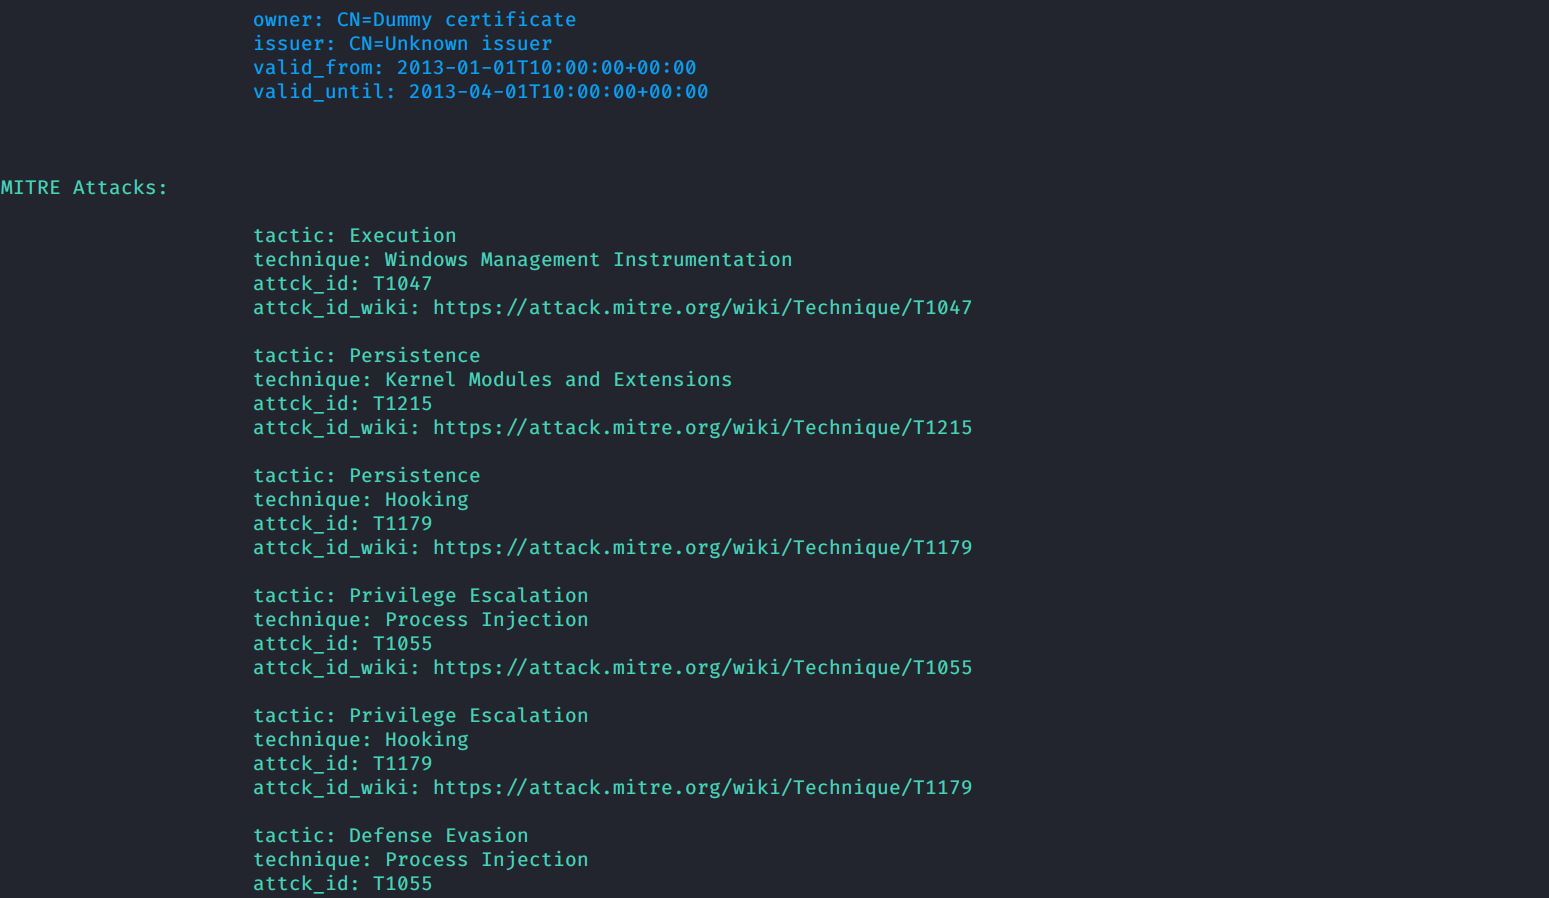 owner: CN=Dummy certificate
issuer: CN=Unknown issuer
valid_from: 2013-01-01T10:00:00+00:00
valid_until: 2013-04-01T10:00:00+00:00
MITRE Attacks:
tactic: Execution
technique: Windows Management Instrumentation
attck_id: T1047
attck_id_wiki: https://attack.mitre.org/wiki/Technique/T1047
tactic: Persistence
technique: Kernel Modules and Extensions
attck_id: T1215
attck_id_wiki: https://attack.mitre.org/wiki/Technique/T1215
tactic: Persistence
technique: Hooking
attck_id: T1179
attck_id_wiki: https://attack.mitre.org/wiki/Technique/T1179
tactic: Privilege Escalation
technique: Process Injection
attck_id: T1055
attck_id_wiki: https://attack.mitre.org/wiki/Technique/T1055
tactic: Privilege Escalation
technique: Hooking
attck_id: T1179
attck_id_wiki: https://attack.mitre.org/wiki/Technique/T1179
tactic: Defense Evasion
technique: Process Injection
attck_id: T1055